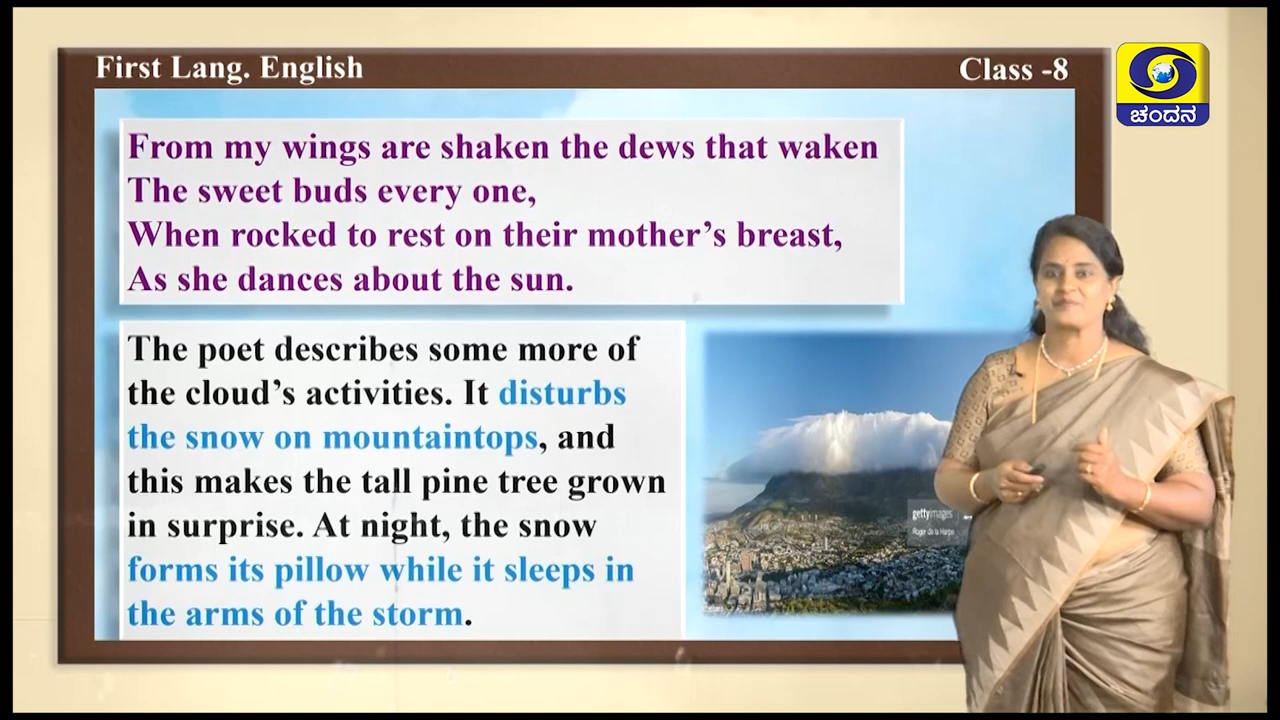 First Lang. English
Class -8
ಚಂದನ
From my wings are shaken the dews that waken
The sweet buds every one,
When rocked to rest on their mother's breast,
As she dances about the sun.
The poet describes some more of
the cloud's activities. It disturbs
the snow on mountaintops, and
this makes the tall pine tree grown
in surprise. At night, the snow
forms its pillow while it sleeps in
the arms of the storm.
gettyimages
Roger de la Harpe